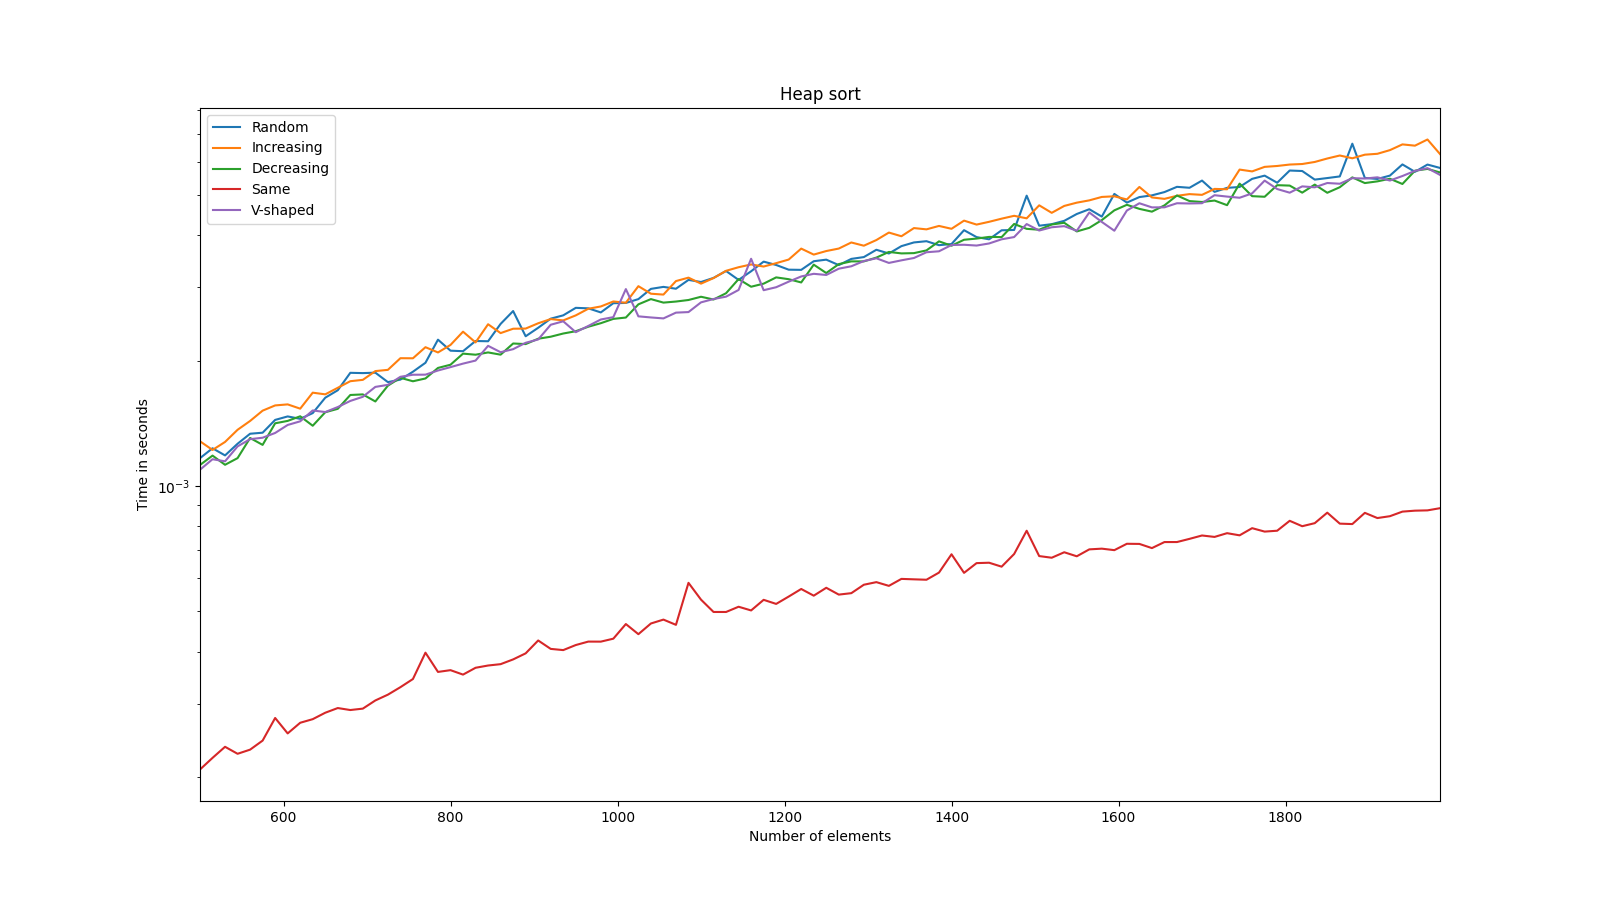 Heap sort
Random
Increasing
Decreasing
Same
V-shaped
Time in seconds
10⁻³
600 800 1000 1200 1400 1600 1800
Number of elements